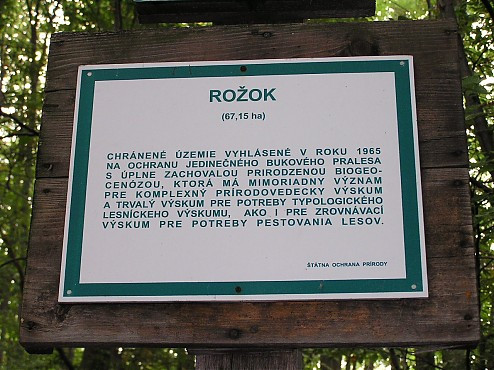 ROŽOK
(67,15 ha)
CHRÁNENÉ ÚZEMIE VYHLÁSENÉ V ROKU 1965
NA OCHRANU JEDINEČNÉHO BUKOVÉHO PRALESA
S ÚPLNE ZACHOVALOU PRIRODZENOU BIOGEO-
CENÓZOU, KTORÁ MÁ MIMORIADNY VÝZNAM
PRE KOMPLEXNÝ PRÍRODOVEDECKÝ VÝSKUM
A TRVALÝ VÝSKUM PRE POTREBY TYPOLOGICKÉHO
LESNÍCKEHO VÝSKUMU, AKO I PRE ZROVNÁVACÍ
VÝSKUM PRE POTREBY PESTOVANIA LESOV.
ŠTÁTNA OCHRANA PRÍRODY